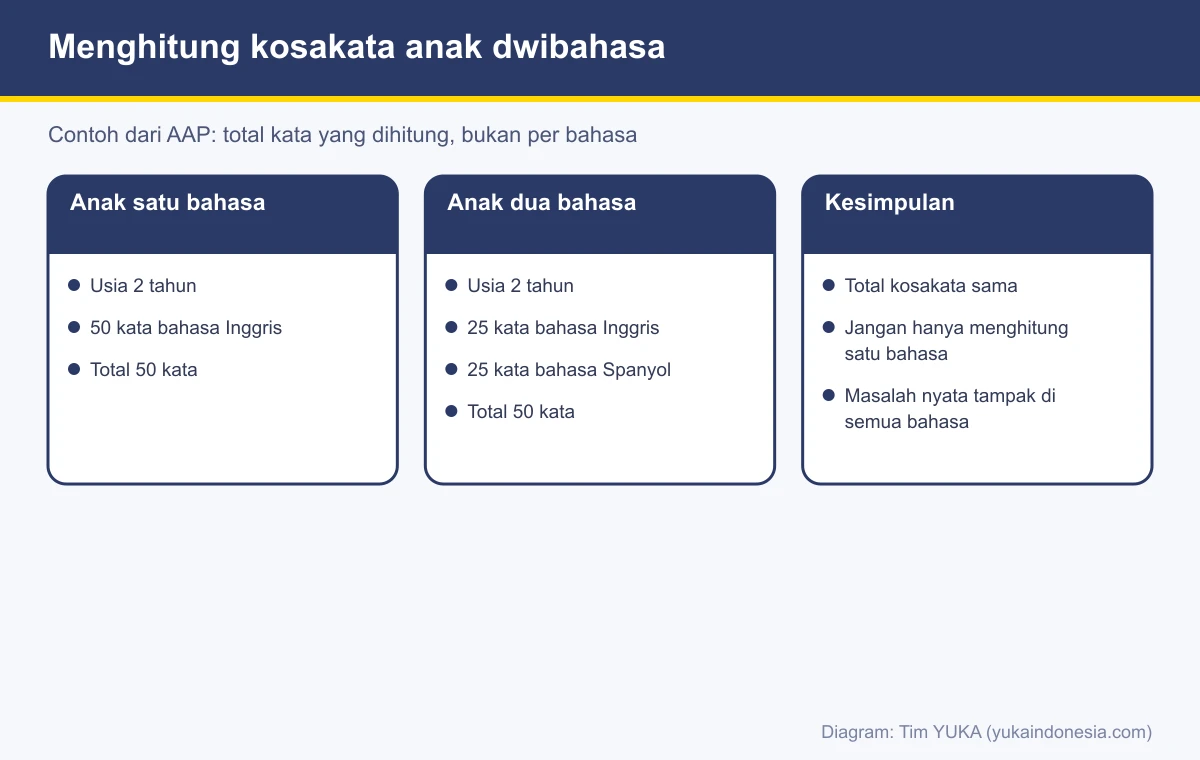 Menghitung kosakata anak dwibahasa
Contoh dari AAP: total kata yang dihitung, bukan per bahasa
Anak satu bahasa
Usia 2 tahun
50 kata bahasa Inggris
Total 50 kata
Anak dua bahasa
Usia 2 tahun
25 kata bahasa Inggris
25 kata bahasa Spanyol
Total 50 kata
Kesimpulan
Total kosakata sama
Jangan hanya menghitung
satu bahasa
Masalah nyata tampak di
semua bahasa
Diagram: Tim YUKA (yukaindonesia.com)